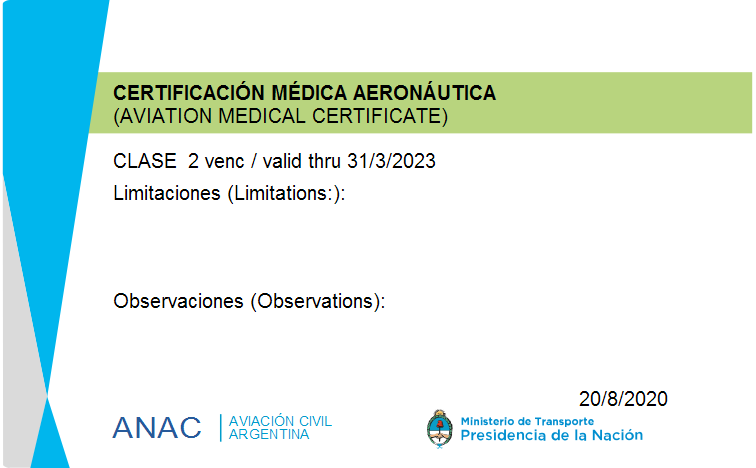 CERTIFICACIÓN MÉDICA AERONÁUTICA
(AVIATION MEDICAL CERTIFICATE)
CLASE 2 venc / valid thru 31/3/2023
Limitaciones (Limitations:):
Observaciones (Observations):
20/8/2020
ANAC
AVIACIÓN CIVIL
ARGENTINA
Ministerio de Transporte
Presidencia de la Nación